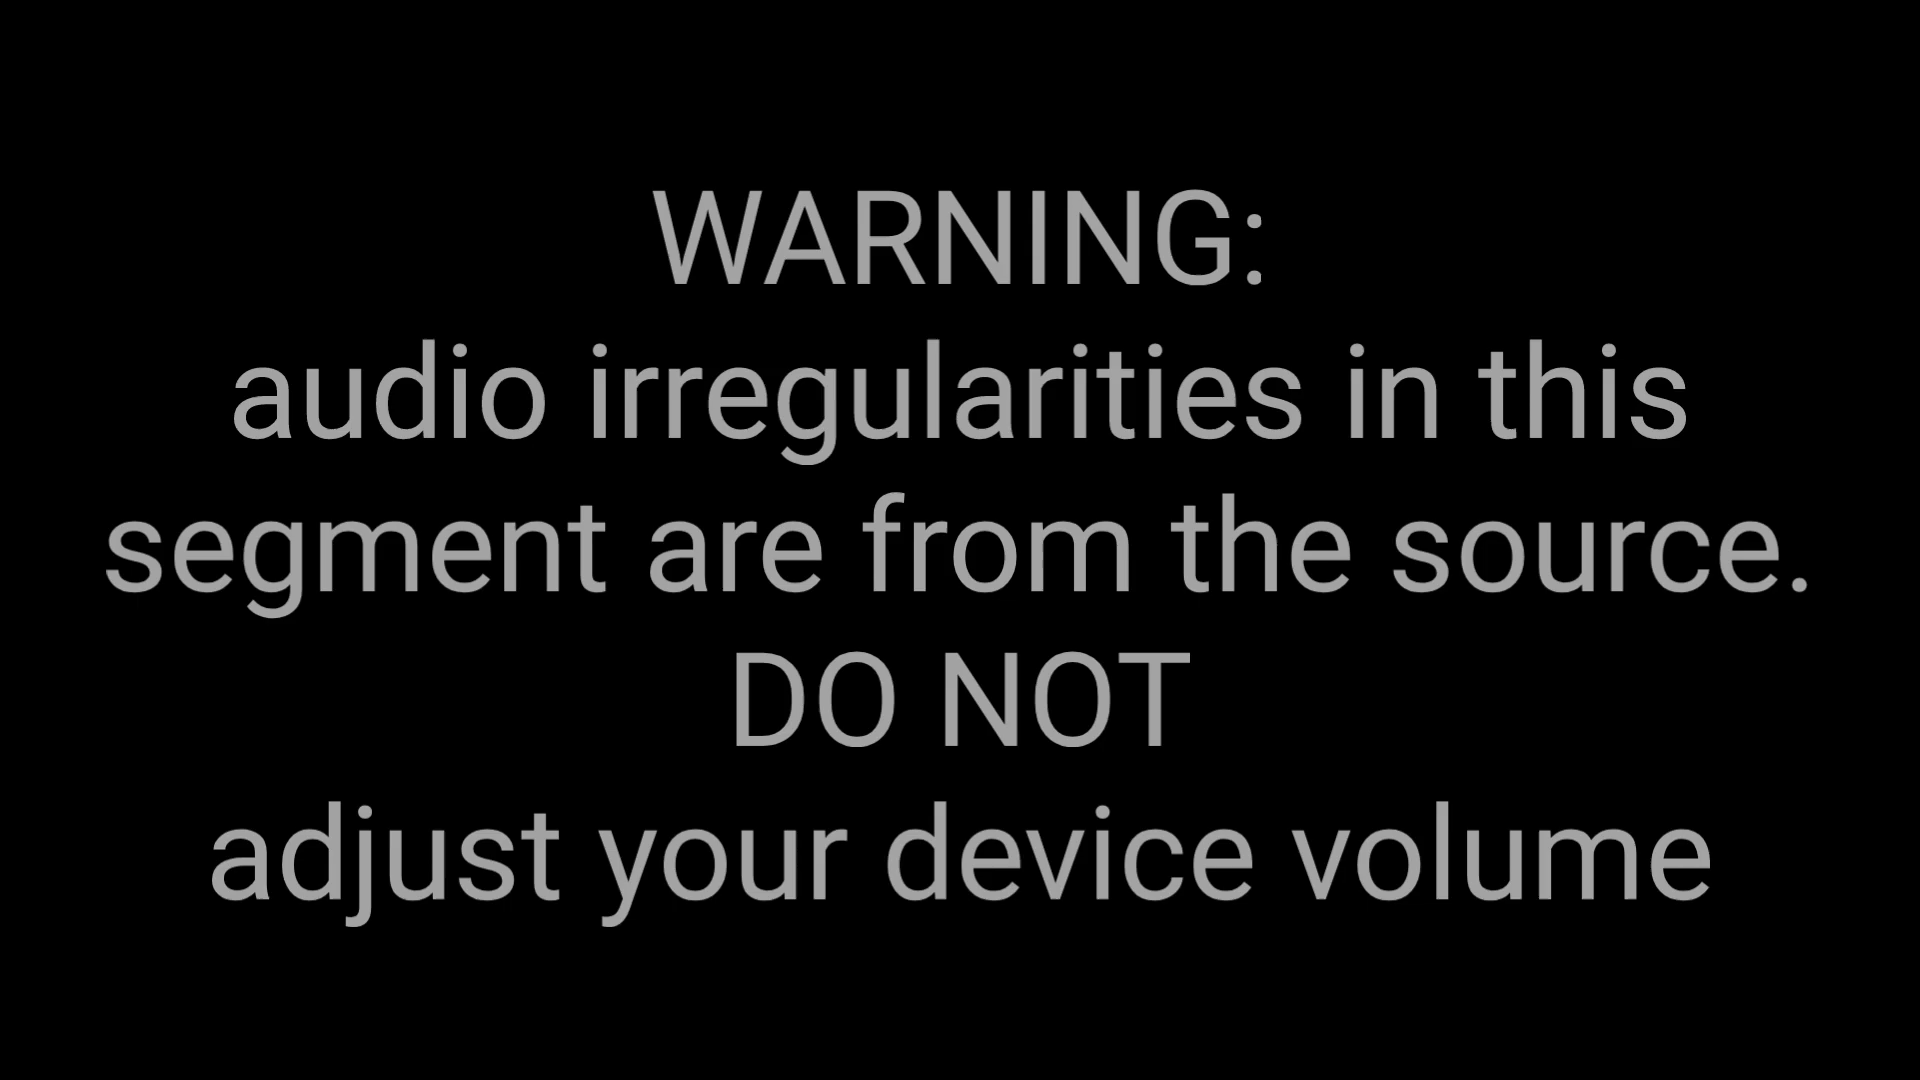 WARNING:
audio irregularities in this
segment are from the source.
DO NOT
adjust your device volume